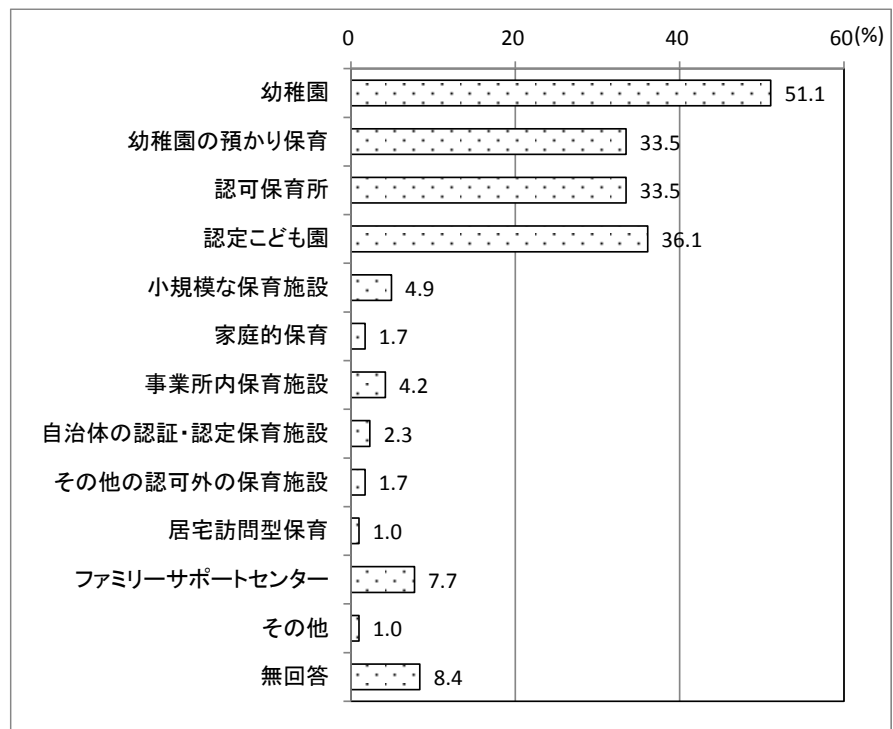 0 20 40 60(%)
幼稚園 51.1
幼稚園の預かり保育 33.5
認可保育所 33.5
認定こども園 36.1
小規模な保育施設 4.9
家庭的保育 1.7
事業所内保育施設 4.2
自治体の認証・認定保育施設 2.3
その他の認可外の保育施設 1.7
居宅訪問型保育 1.0
ファミリーサポートセンター 7.7
その他 1.0
無回答 8.4